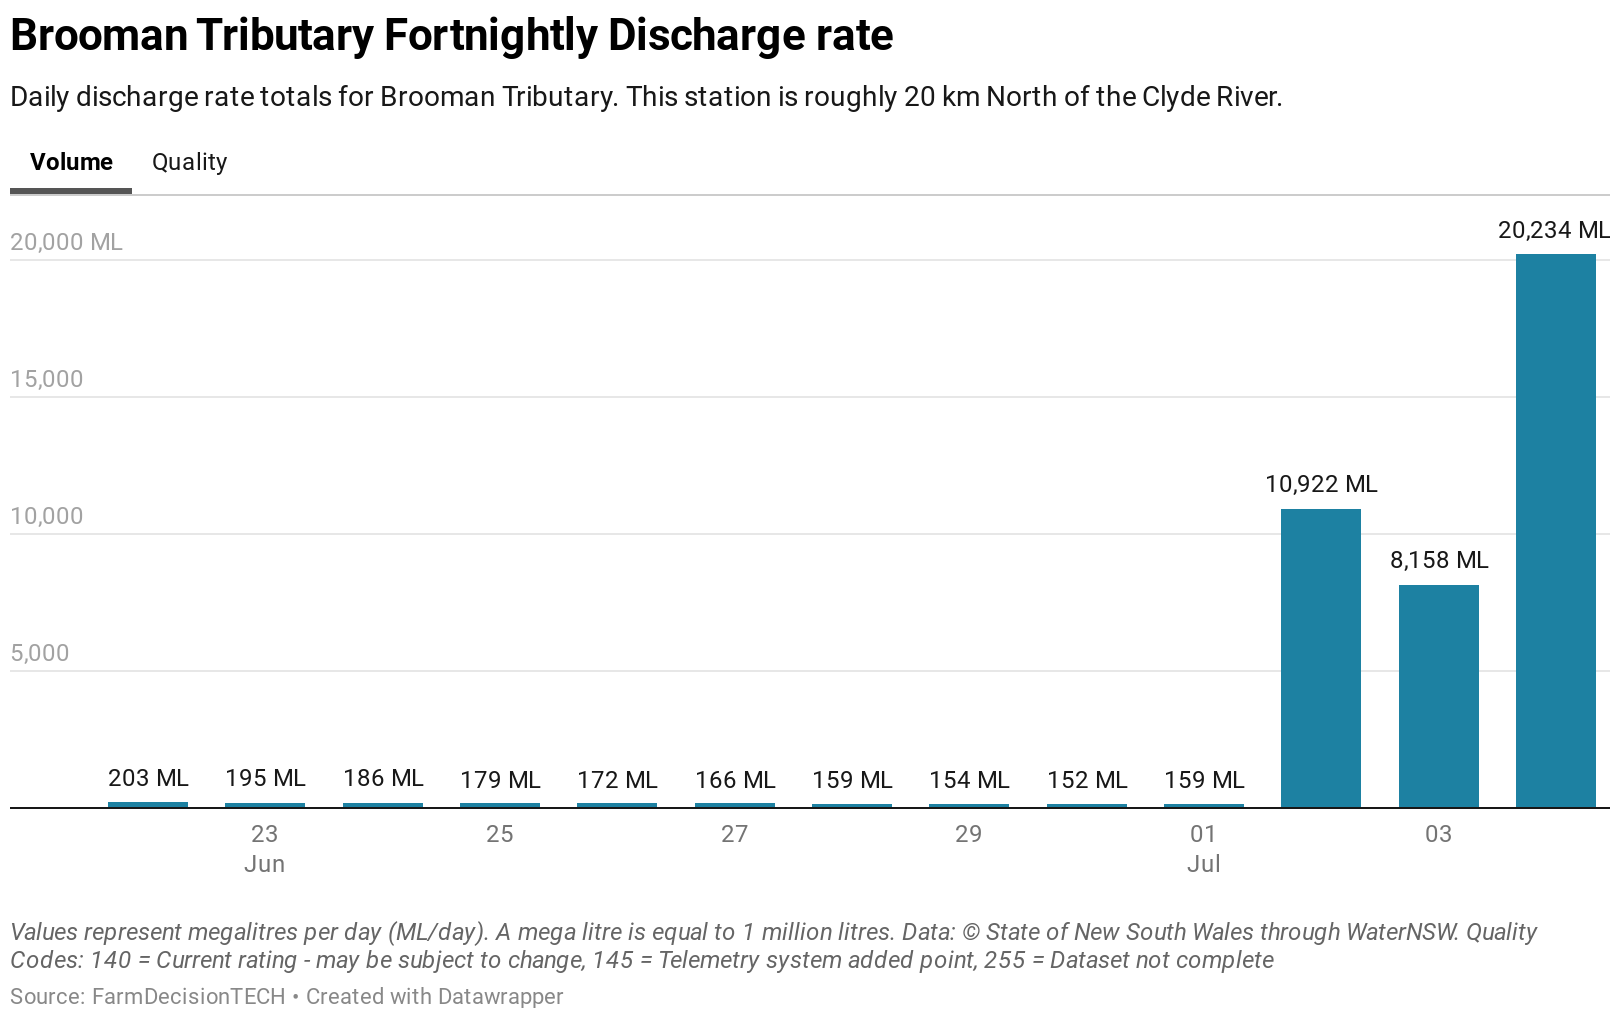 Brooman Tributary Fortnightly Discharge rate
Daily discharge rate totals for Brooman Tributary. This station is roughly 20 km North of the Clyde River.
Volume Quality
20,000 ML
15,000
10,000
5,000
203 ML 195 ML 186 ML 179 ML 172 ML 166 ML 159 ML 154 ML 152 ML 159 ML 10,922 ML 8,158 ML 20,234 ML
23 25 27 29 01 03
Jun Jul
Values represent megalitres per day (ML/day). A mega litre is equal to 1 million litres. Data: © State of New South Wales through WaterNSW. Quality
Codes: 140 = Current rating - may be subject to change, 145 = Telemetry system added point, 255 = Dataset not complete
Source: FarmDecisionTECH • Created with Datawrapper